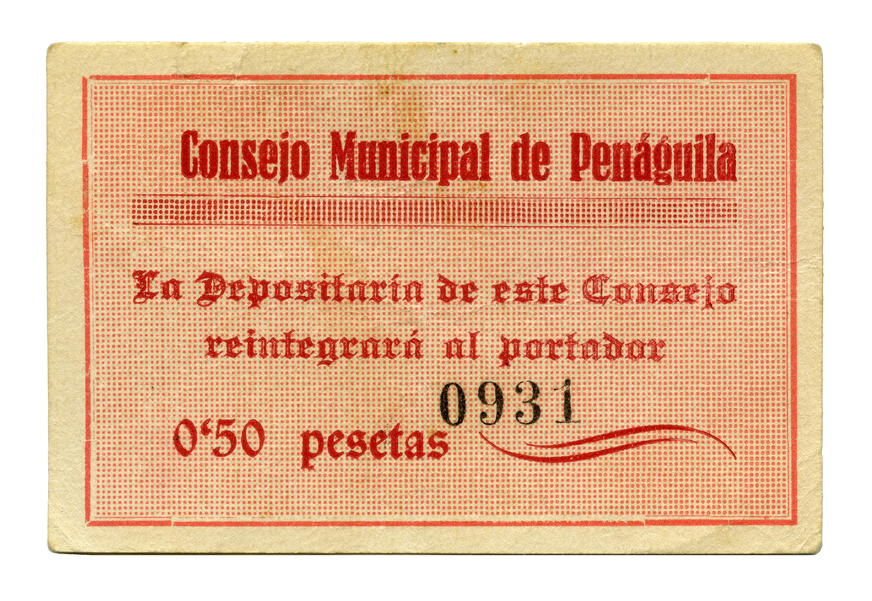 Consejo Municipal de Penáguila
La Depositaría de este Consejo
reintegrará al portador
0931
0‘50 pesetas